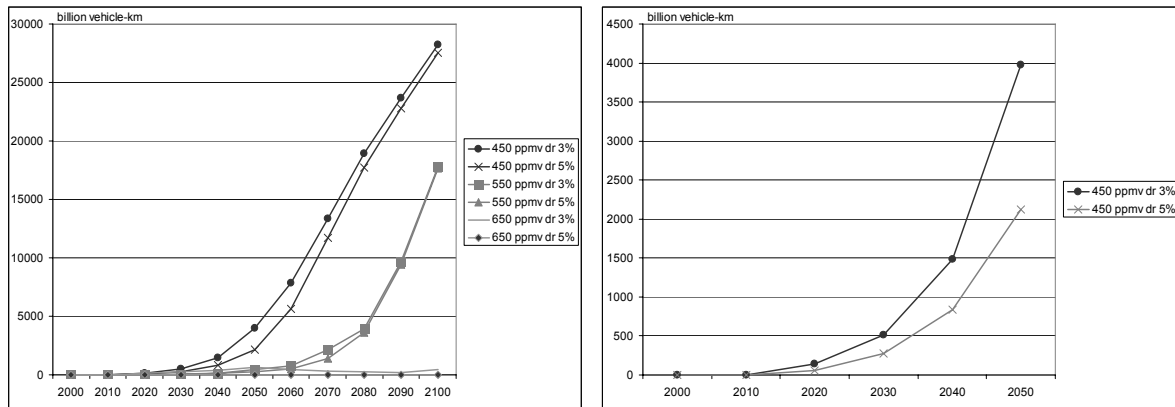 billion vehicle-km
30000
25000
20000
15000
10000
5000
0
2000 2010 2020 2030 2040 2050 2060 2070 2080 2090 2100
450 ppmv dr 3%
450 ppmv dr 5%
550 ppmv dr 3%
550 ppmv dr 5%
650 ppmv dr 3%
650 ppmv dr 5%
billion vehicle-km
4500
4000
3500
3000
2500
2000
1500
1000
500
0
2000 2010 2020 2030 2040 2050
450 ppmv dr 3%
450 ppmv dr 5%